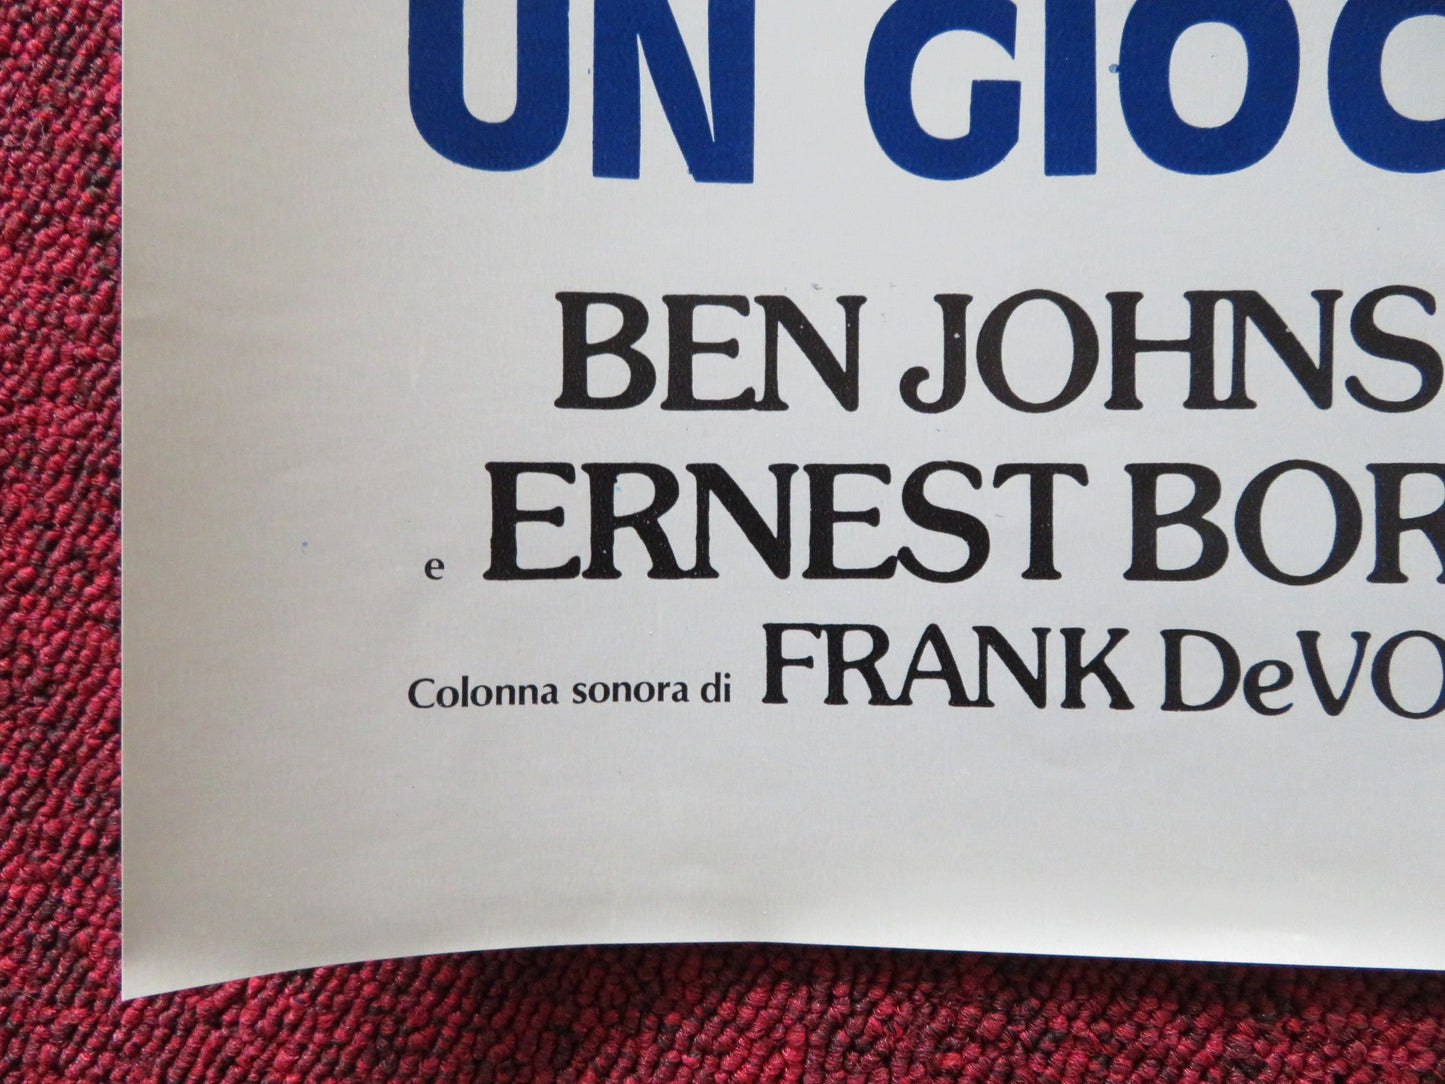 UN GIOC
BEN JOHNS
e ERNEST BOR
Colonna sonora di FRANK DeVO